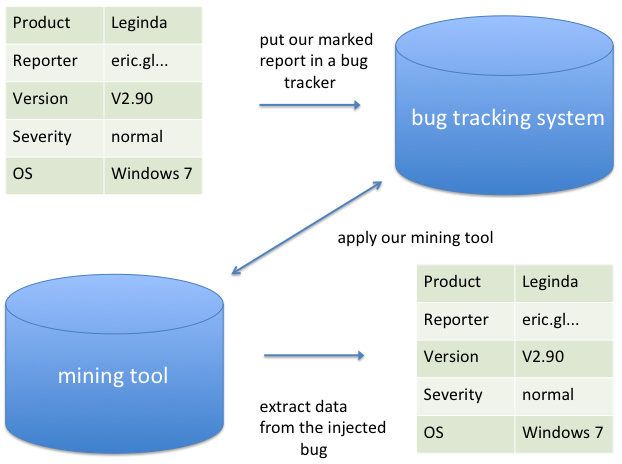 Product Leginda
Reporter eric.gl...
Version V2.90
Severity normal
OS Windows 7
put our marked
report in a bug
tracker
bug tracking system
apply our mining tool
mining tool
extract data
from the injected
bug
Product Leginda
Reporter eric.gl...
Version V2.90
Severity normal
OS Windows 7